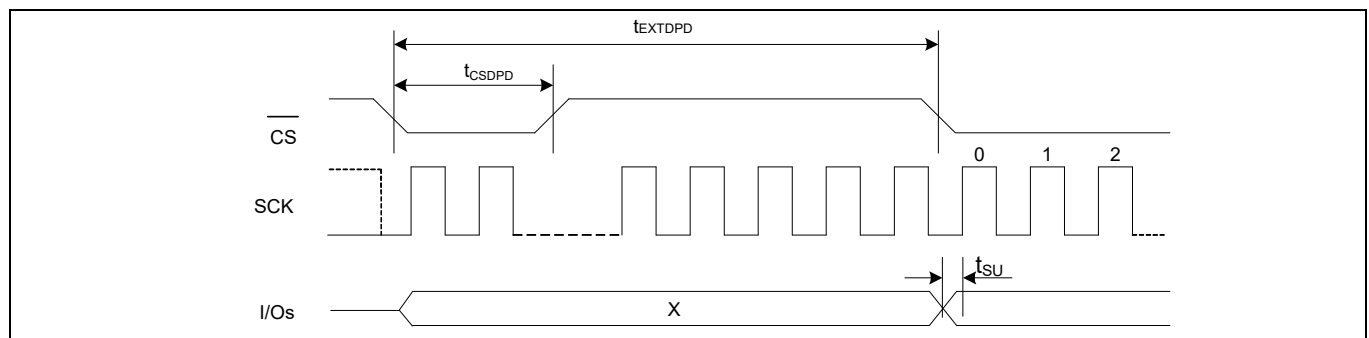 tEXTDPD
tCSDPD
CS
0 1 2
SCK
tSU
I/Os
X